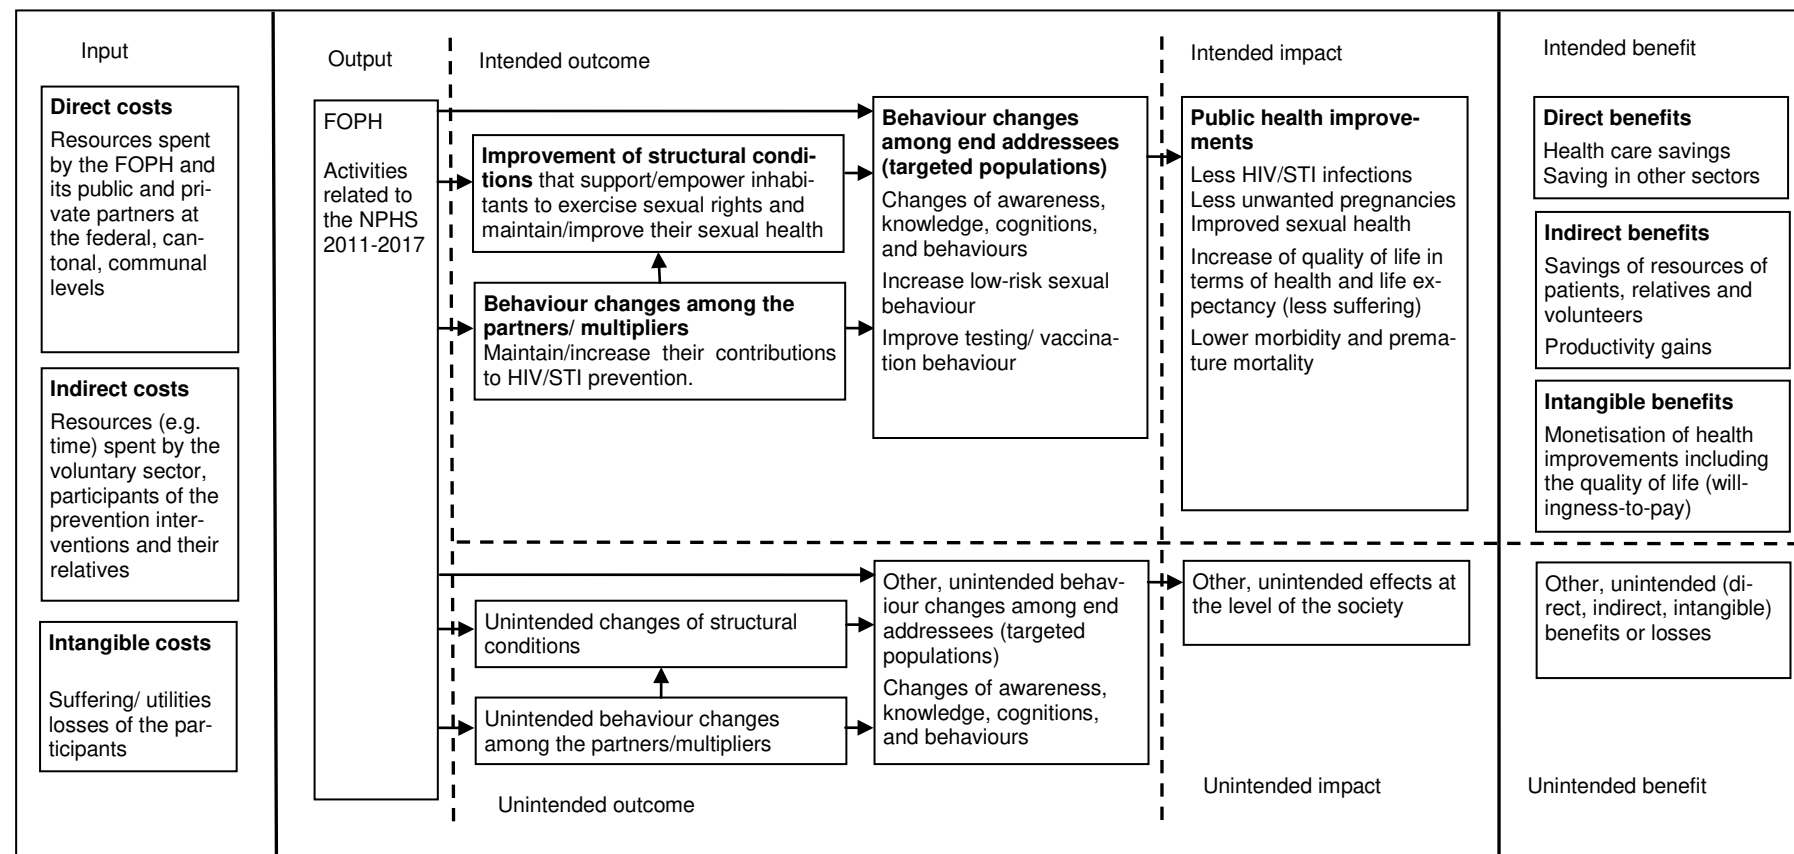 Input
Direct costs
Resources spent
by the FOPH and
its public and pri-
vate partners at
the federal, can-
tonal, communal
levels
Indirect costs
Resources (e.g.
time) spent by the
voluntary sector,
participants of the
prevention inter-
ventions and their
relatives
Intangible costs
Suffering/ utilities
losses of the par-
ticipants
Output
FOPH
Activities
related to
the NPHS
2011-2017
Intended outcome
Improvement of structural condi-
tions that support/empower inhabi-
tants to exercise sexual rights and
maintain/improve their sexual health
Behaviour changes among the
partners/ multipliers
Maintain/increase their contributions
to HIV/STI prevention.
Behaviour changes
among end addressees
(targeted populations)
Changes of awareness,
knowledge, cognitions,
and behaviours
Increase low-risk sexual
behaviour
Improve testing/ vaccina-
tion behaviour
Unintended changes of structural
conditions
Unintended behaviour changes
among the partners/multipliers
Other, unintended behav-
iour changes among end
addressees (targeted
populations)
Changes of awareness,
knowledge, cognitions,
and behaviours
Unintended outcome
Intended impact
Public health improve-
ments
Less HIV/STI infections
Less unwanted pregnancies
Improved sexual health
Increase of quality of life in
terms of health and life ex-
pectancy (less suffering)
Lower morbidity and prema-
ture mortality
Other, unintended effects at
the level of the society
Unintended impact
Intended benefit
Direct benefits
Health care savings
Saving in other sectors
Indirect benefits
Savings of resources of
patients, relatives and
volunteers
Productivity gains
Intangible benefits
Monetisation of health
improvements including
the quality of life (will-
ingness-to-pay)
Other, unintended (di-
rect, indirect, intangible)
benefits or losses
Unintended benefit